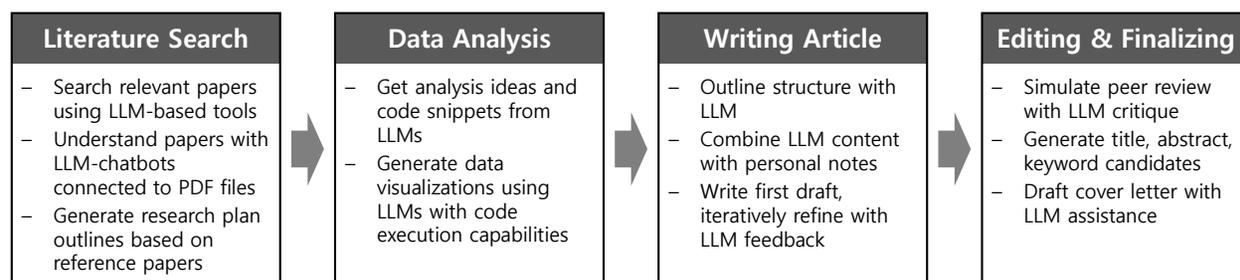 Literature Search
– Search relevant papers
using LLM-based tools
– Understand papers with
LLM-chatbots
connected to PDF files
– Generate research plan
outlines based on
reference papers
Data Analysis
– Get analysis ideas and
code snippets from
LLMs
– Generate data
visualizations using
LLMs with code
execution capabilities
Writing Article
– Outline structure with
LLM
– Combine LLM content
with personal notes
– Write first draft,
iteratively refine with
LLM feedback
Editing & Finalizing
– Simulate peer review
with LLM critique
– Generate title, abstract,
keyword candidates
– Draft cover letter with
LLM assistance